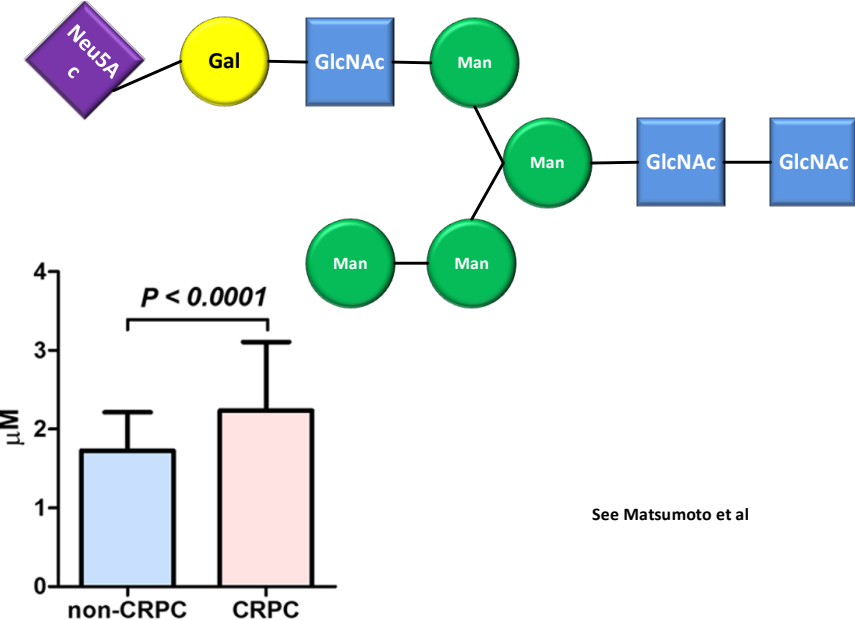 Neu5A
c
Gal
GlcNAc
Man
Man
GlcNAc
GlcNAc
Man
Man
4
P < 0.0001
3
2
µM
1
0
non-CRPC
CRPC
See Matsumoto et al